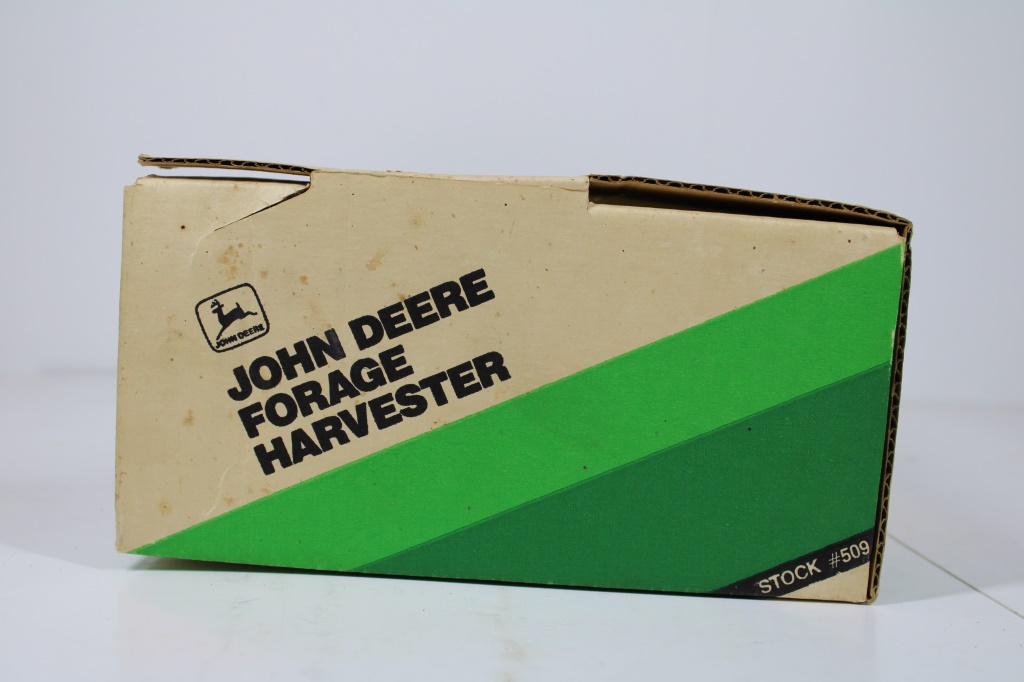 JOHN DEERE
JOHN DEERE
FORAGE
HARVESTER
STOCK #509